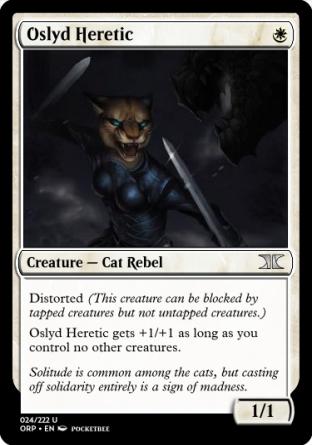 Oslyd Heretic
Creature — Cat Rebel
Distorted (This creature can be blocked by
tapped creatures but not untapped creatures.)
Oslyd Heretic gets +1/+1 as long as you
control no other creatures.
Solitude is common among the cats, but casting
off solidarity entirely is a sign of madness.
1/1
024/222 U
ORP • EN POCKETBEE